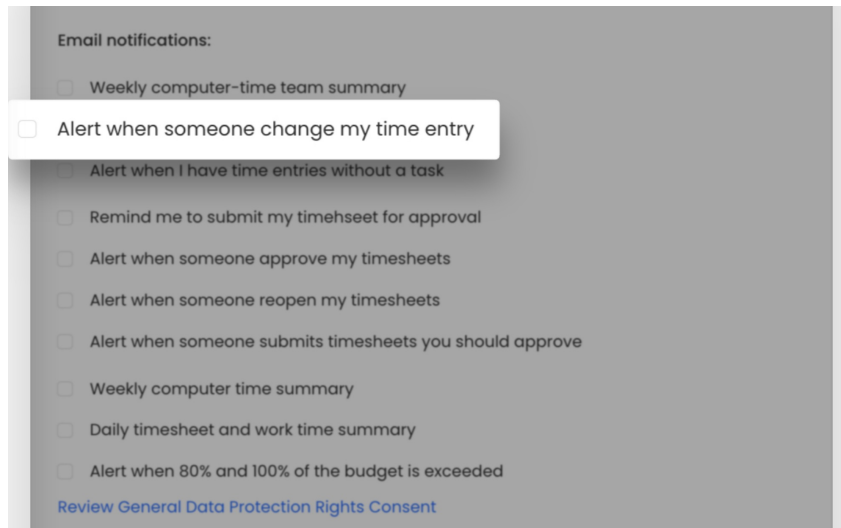 Email notifications:
Weekly computer-time team summary
Alert when someone change my time entry
Alert when I have time entries without a task
Remind me to submit my timehseet for approval
Alert when someone approve my timesheets
Alert when someone reopen my timesheets
Alert when someone submits timesheets you should approve
Weekly computer time summary
Daily timesheet and work time summary
Alert when 80% and 100% of the budget is exceeded
Review General Data Protection Rights Consent